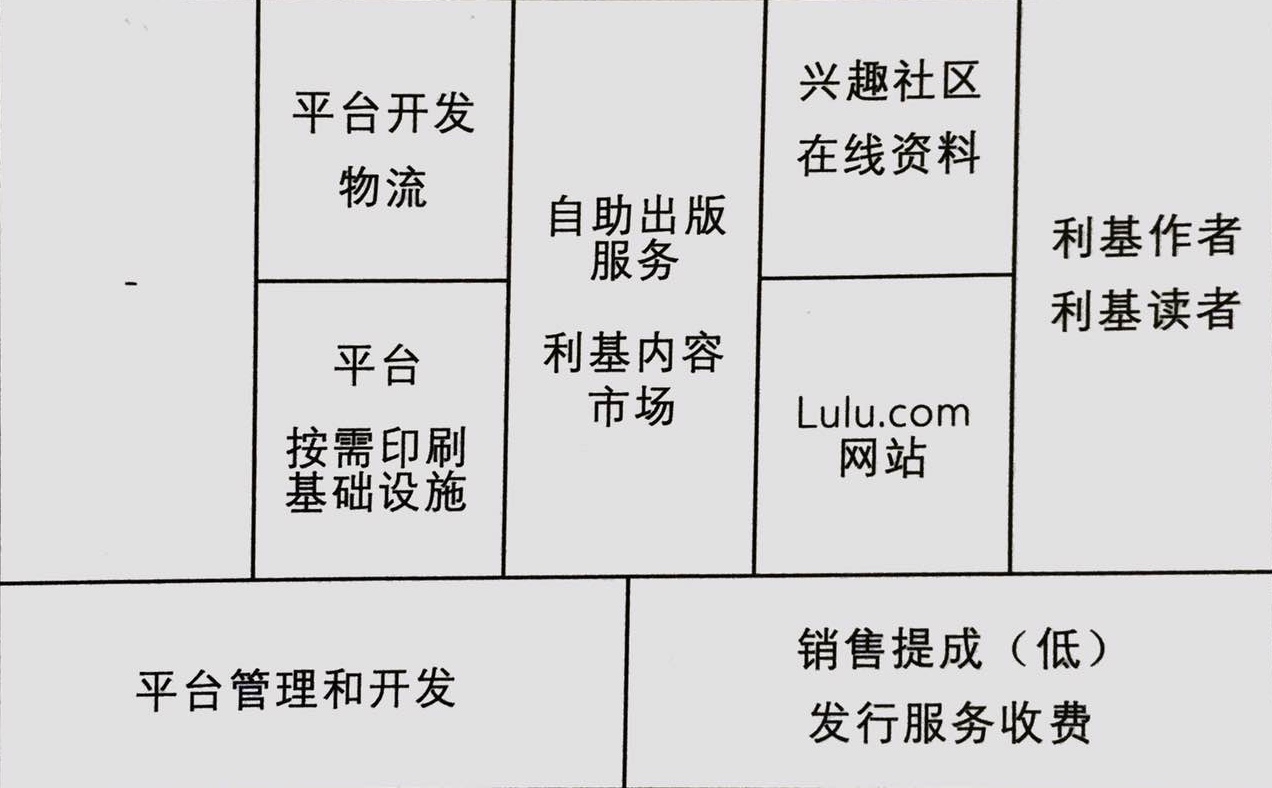 -
平台开发
物流
平台
按需印刷
基础设施
自助出版
服务
利基内容
市场
兴趣社区
在线资料
Lulu.com
网站
利基作者
利基读者
平台管理和开发
销售提成（低）
发行服务收费